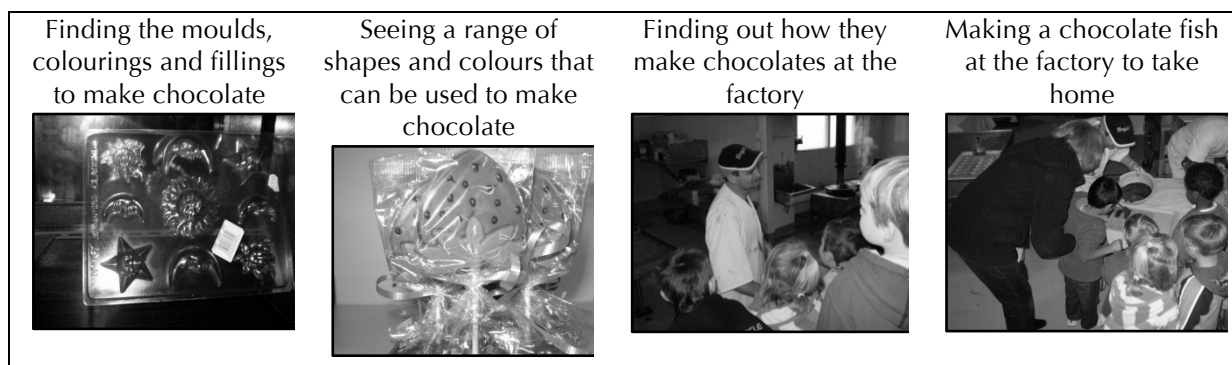 Finding the moulds,
colourings and fillings
to make chocolate
Seeing a range of
shapes and colours that
can be used to make
chocolate
Finding out how they
make chocolates at the
factory
Making a chocolate fish
at the factory to take
home